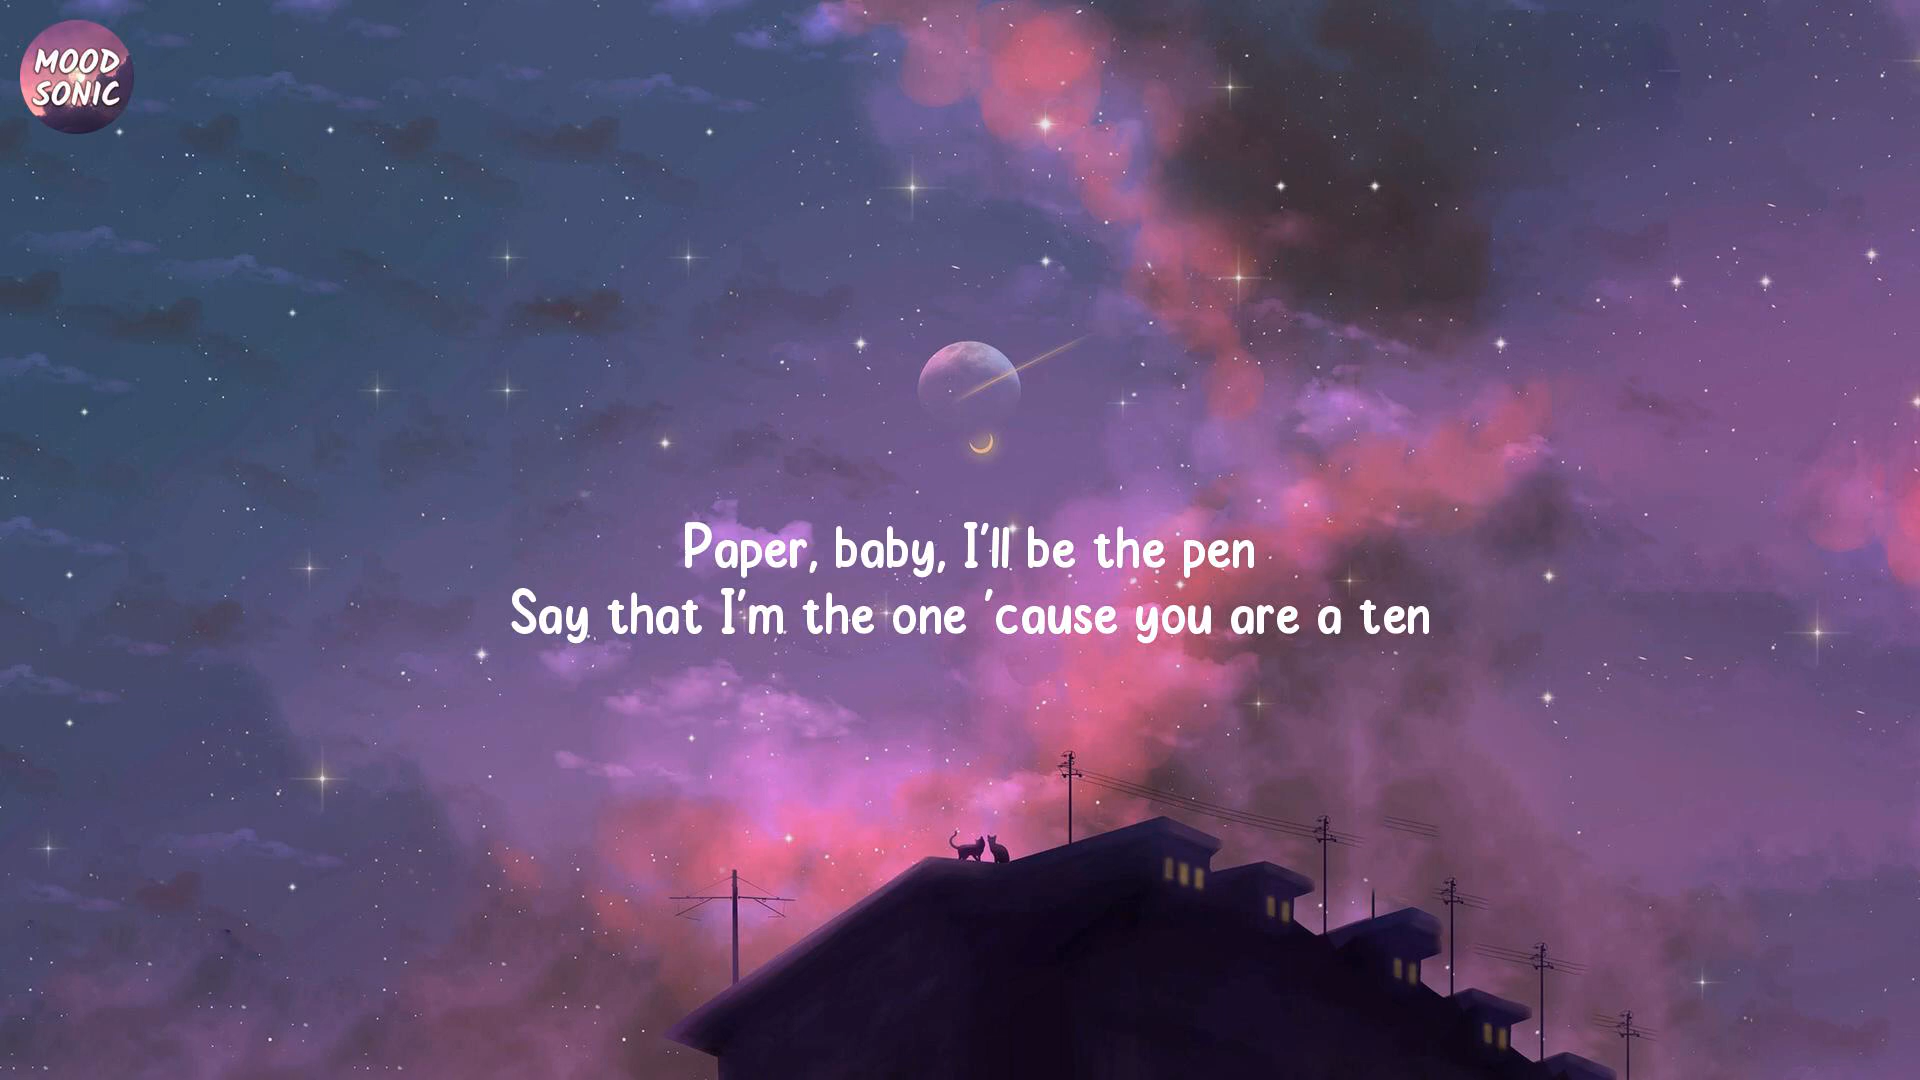 MOOD
SONIC
Paper, baby, I'll be the pen
Say that I'm the one 'cause you are a ten